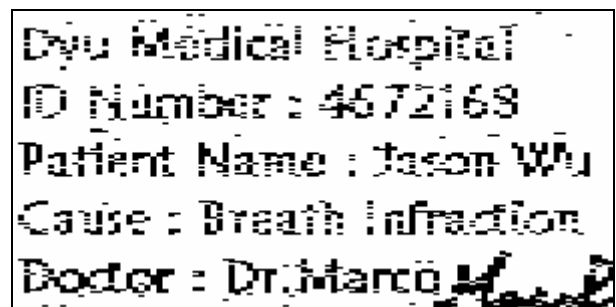 Dyu Medical Hospital
ID Number : 4672168
Patient Name : Jason Wu
Cause : Breath Infraction
Doctor : Dr.Marco